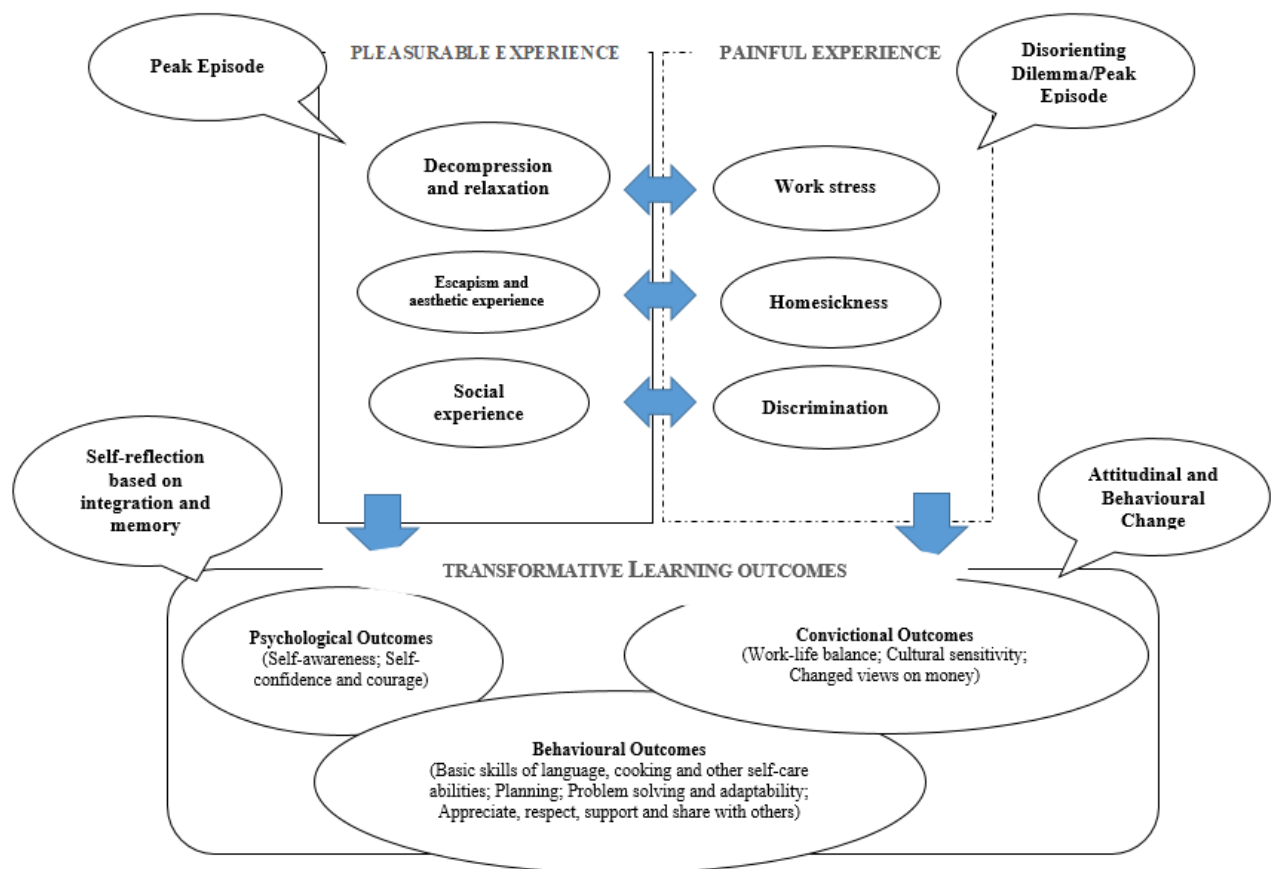 Peak Episode
PLEASURABLE EXPERIENCE
PAINFUL EXPERIENCE
Disorienting
Dilemma/Peak
Episode
Decompression
and relaxation
Work stress
Escapism and
aesthetic experience
Homesickness
Social
experience
Discrimination
Self-reflection
based on
integration and
memory
Attitudinal and
Behavioural
Change
TRANSFORMATIVE LEARNING OUTCOMES
Psychological Outcomes
(Self-awareness; Self-
confidence and courage)
Convictional Outcomes
(Work-life balance; Cultural sensitivity;
Changed views on money)
Behavioural Outcomes
(Basic skills of language, cooking and other self-care
abilities; Planning; Problem solving and adaptability;
Appreciate, respect, support and share with others)